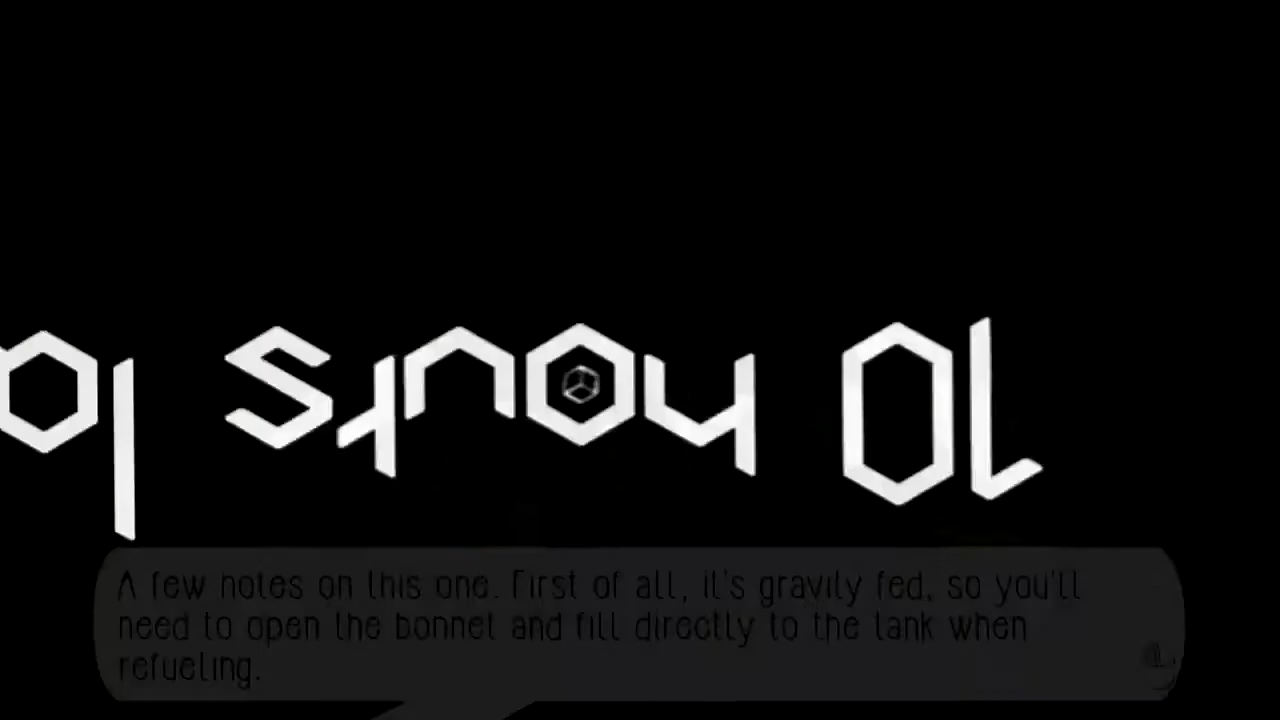 10 hours
A few notes on this one. First of all, it's gravity fed, so you'll
need to open the bonnet and fill directly to the tank when
refueling.